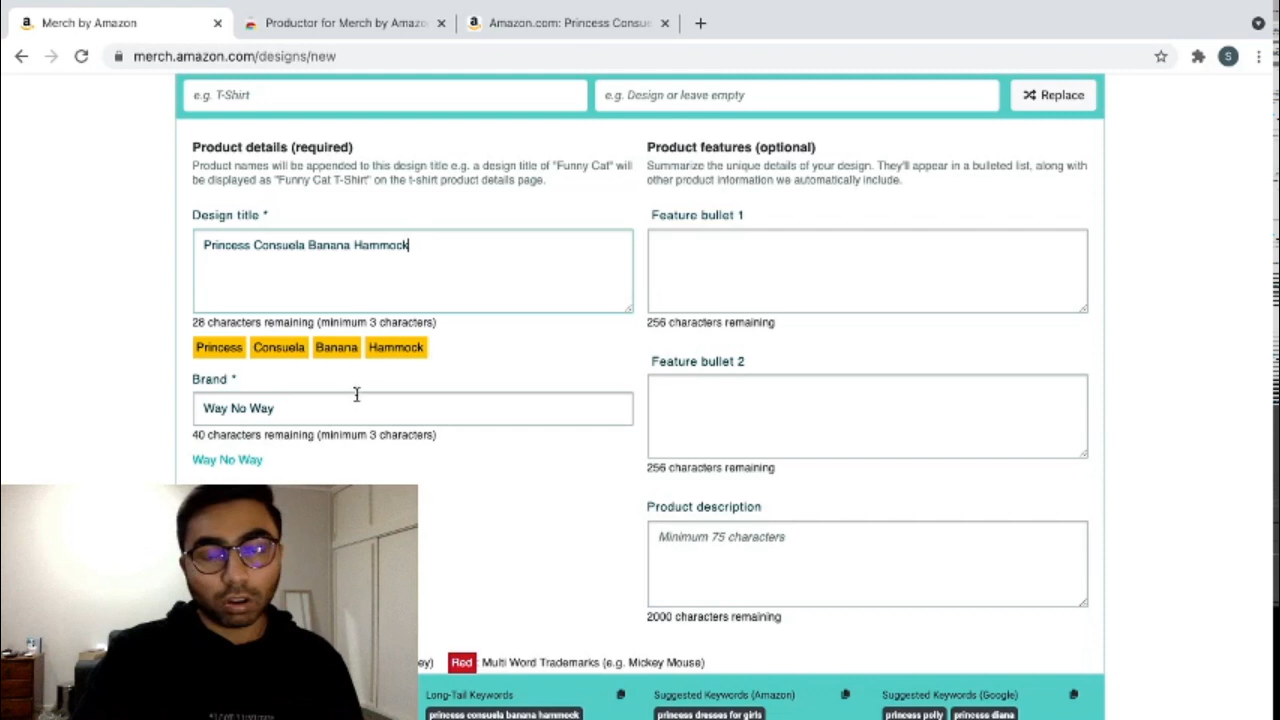 Merch by Amazon
Productor for Merch by Amazo
Amazon.com: Princess Consue
merch.amazon.com/designs/new
S
e.g. T-Shirt
e.g. Design or leave empty
Replace
Product details (required)
Product names will be appended to this design title e.g. a design title of "Funny Cat" will
be displayed as "Funny Cat T-Shirt" on the t-shirt product details page.
Product features (optional)
Summarize the unique details of your design. They'll appear in a bulleted list, along with
other product information we automatically include.
Design title *
Princess Consuela Banana Hammock
28 characters remaining (minimum 3 characters)
Princess Consuela Banana Hammock
Brand *
Way No Way
40 characters remaining (minimum 3 characters)
Way No Way
Feature bullet 1
256 characters remaining
Feature bullet 2
256 characters remaining
Product description
Minimum 75 characters
2000 characters remaining
ey) Red Multi Word Trademarks (e.g. Mickey Mouse)
Long-Tail Keywords
princess consuela banana hammock
Suggested Keywords (Amazon)
princess dresses for girls
Suggested Keywords (Google)
princess polly princess diana